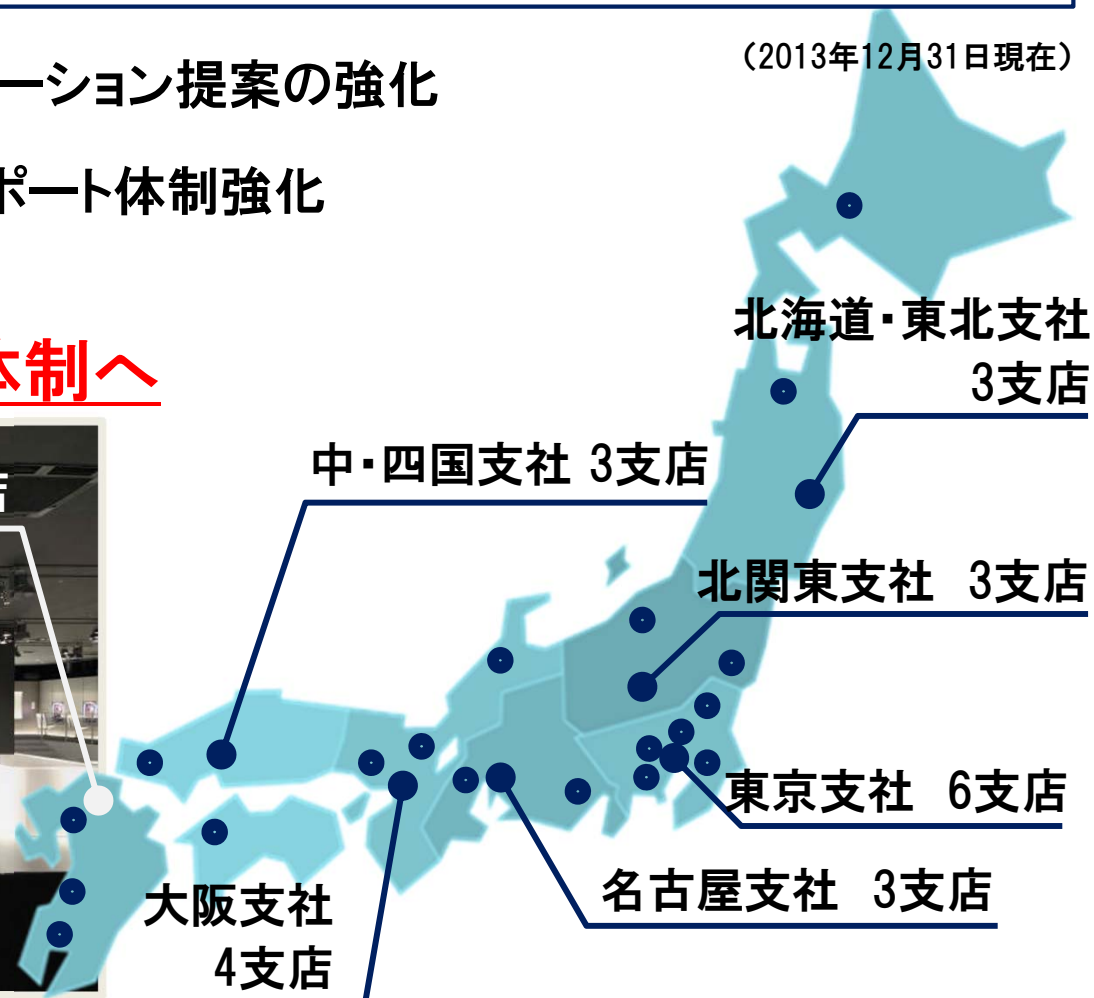 （2013年12月31日現在）
ーション提案の強化
ポート体制強化
体制へ
店
北海道・東北支社
3支店
中・四国支社 3支店
北関東支社　3支店
東京支社　6支店
名古屋支社　3支店
大阪支社
4支店